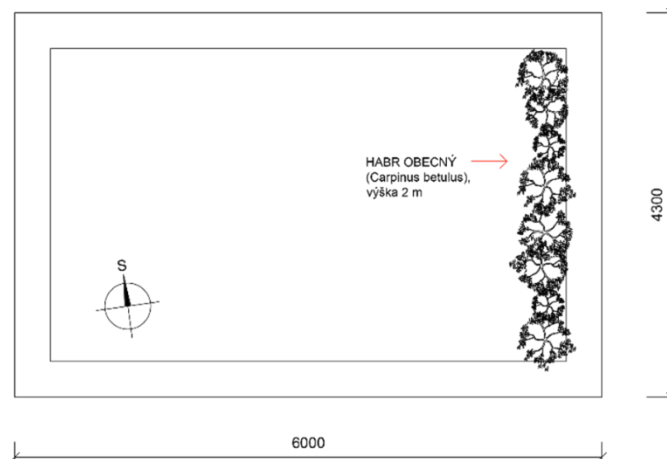 HABR OBECNÝ
(Carpinus betulus),
výška 2 m
4300
S
6000